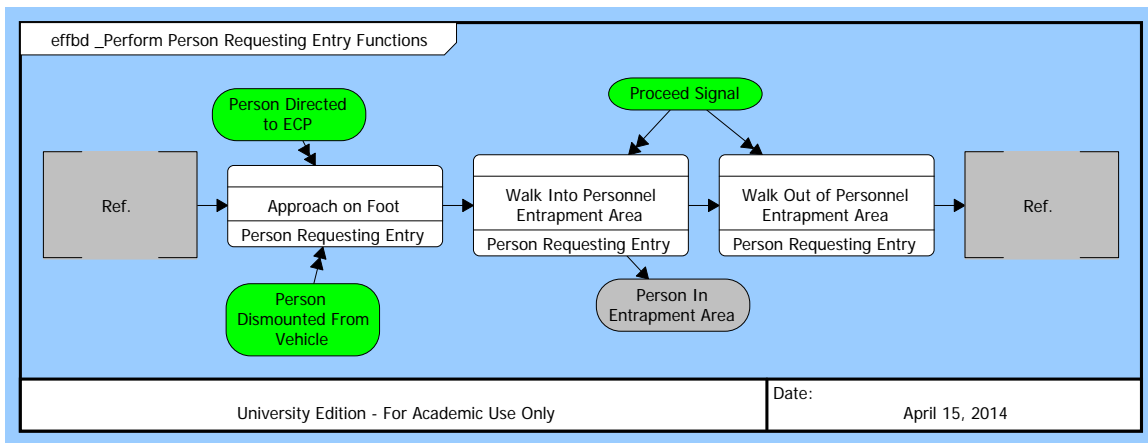 effbd _Perform Person Requesting Entry Functions
Person Directed
to ECP
Proceed Signal
Ref.
Approach on Foot
Person Requesting Entry
Walk Into Personnel
Entrapment Area
Person Requesting Entry
Walk Out of Personnel
Entrapment Area
Person Requesting Entry
Ref.
Person
Dismounted From
Vehicle
Person In
Entrapment Area
University Edition - For Academic Use Only
Date:
April 15, 2014